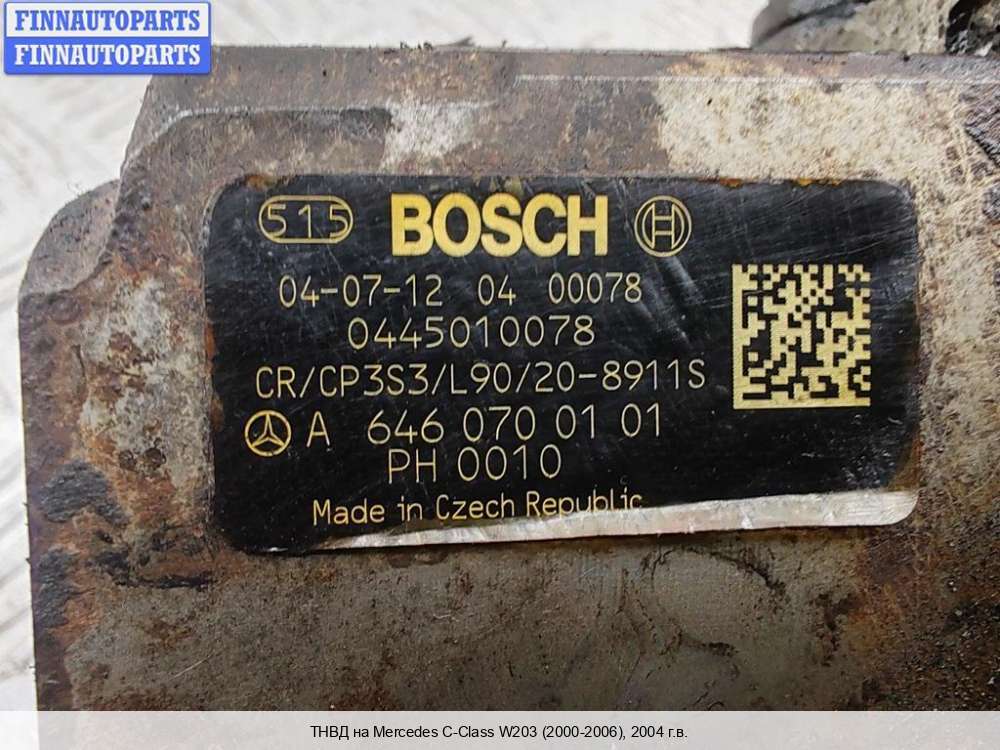 FINNAUTOPARTS
FINNAUTOPARTS
515 BOSCH
04-07-12 04 00078
0445010078
CR/CP3S3/L90/20-8911S
A 646 070 01 01
PH 0010
Made in Czech Republic
ТНВД на Mercedes C-Class W203 (2000-2006), 2004 г.в.